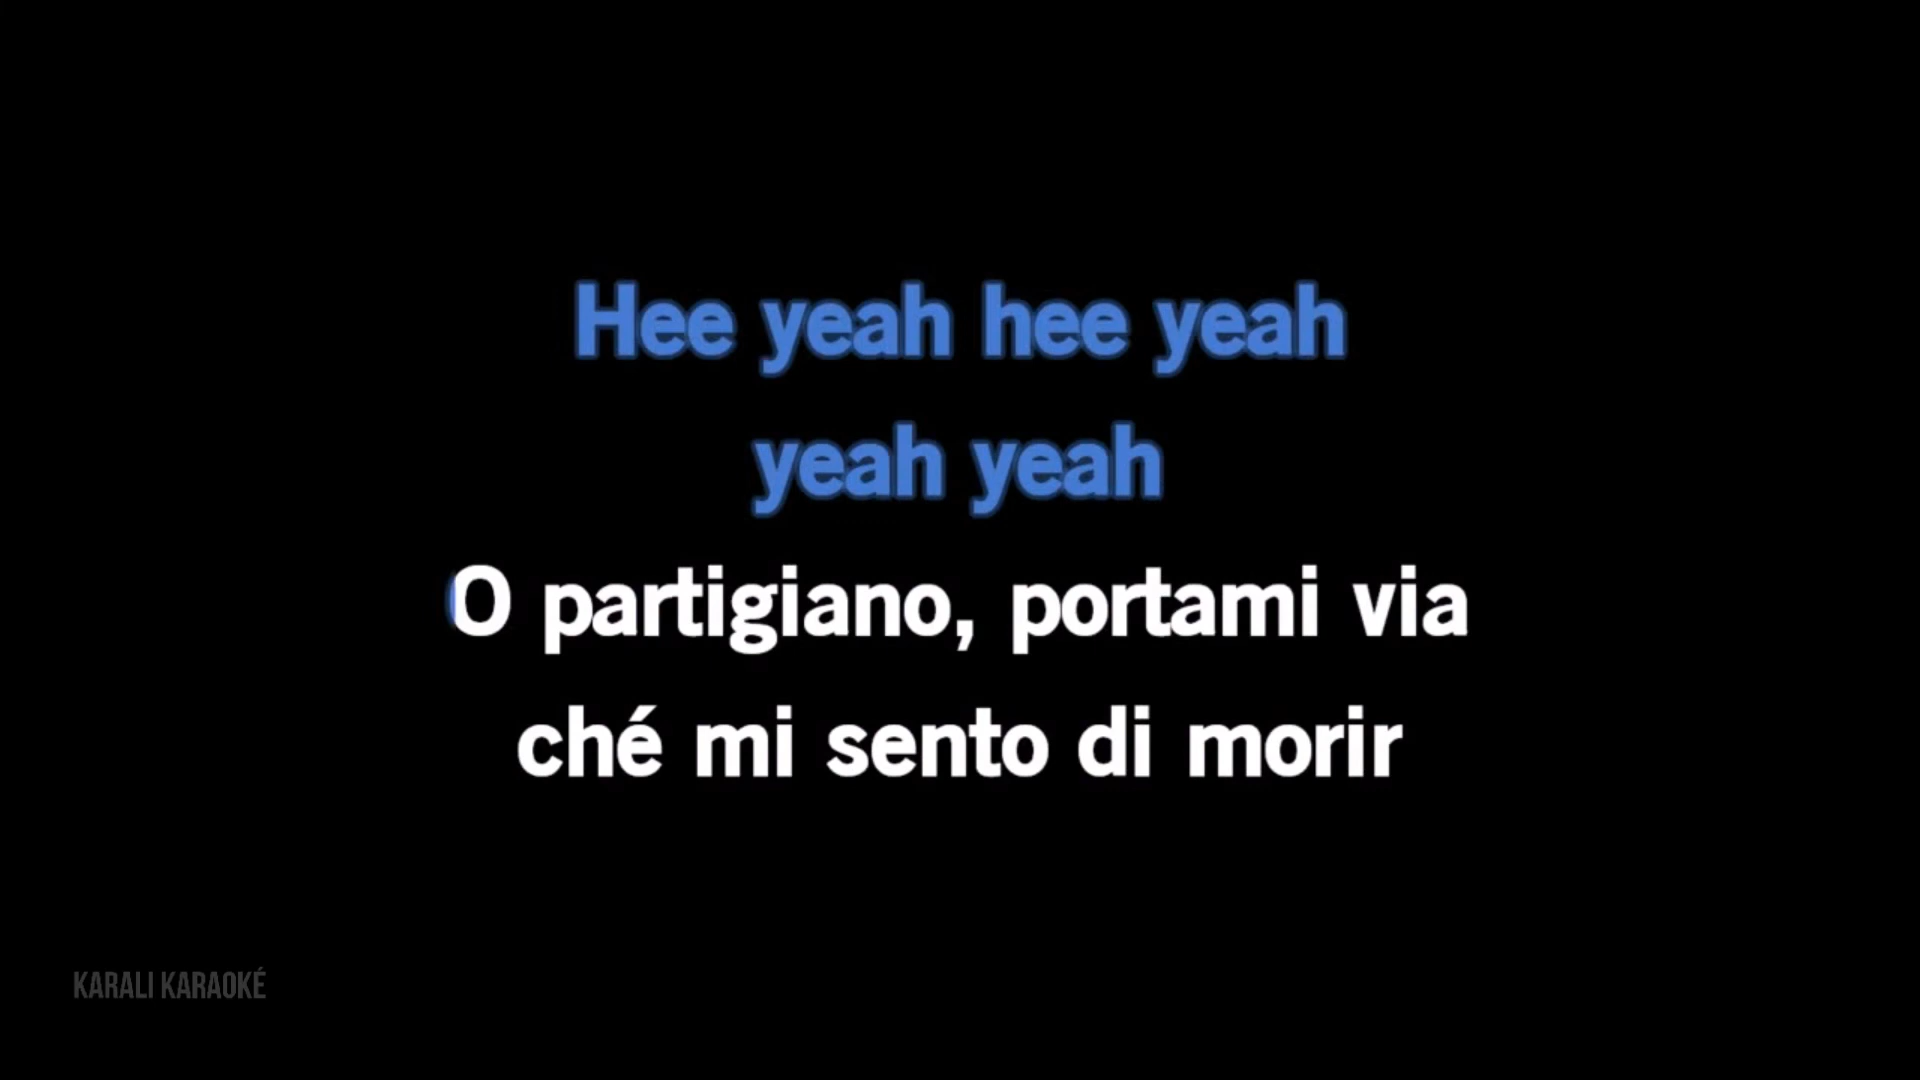 Hee yeah hee yeah
yeah yeah
O partigiano, portami via
ché mi sento di morir
KARALI KARAOKÉ